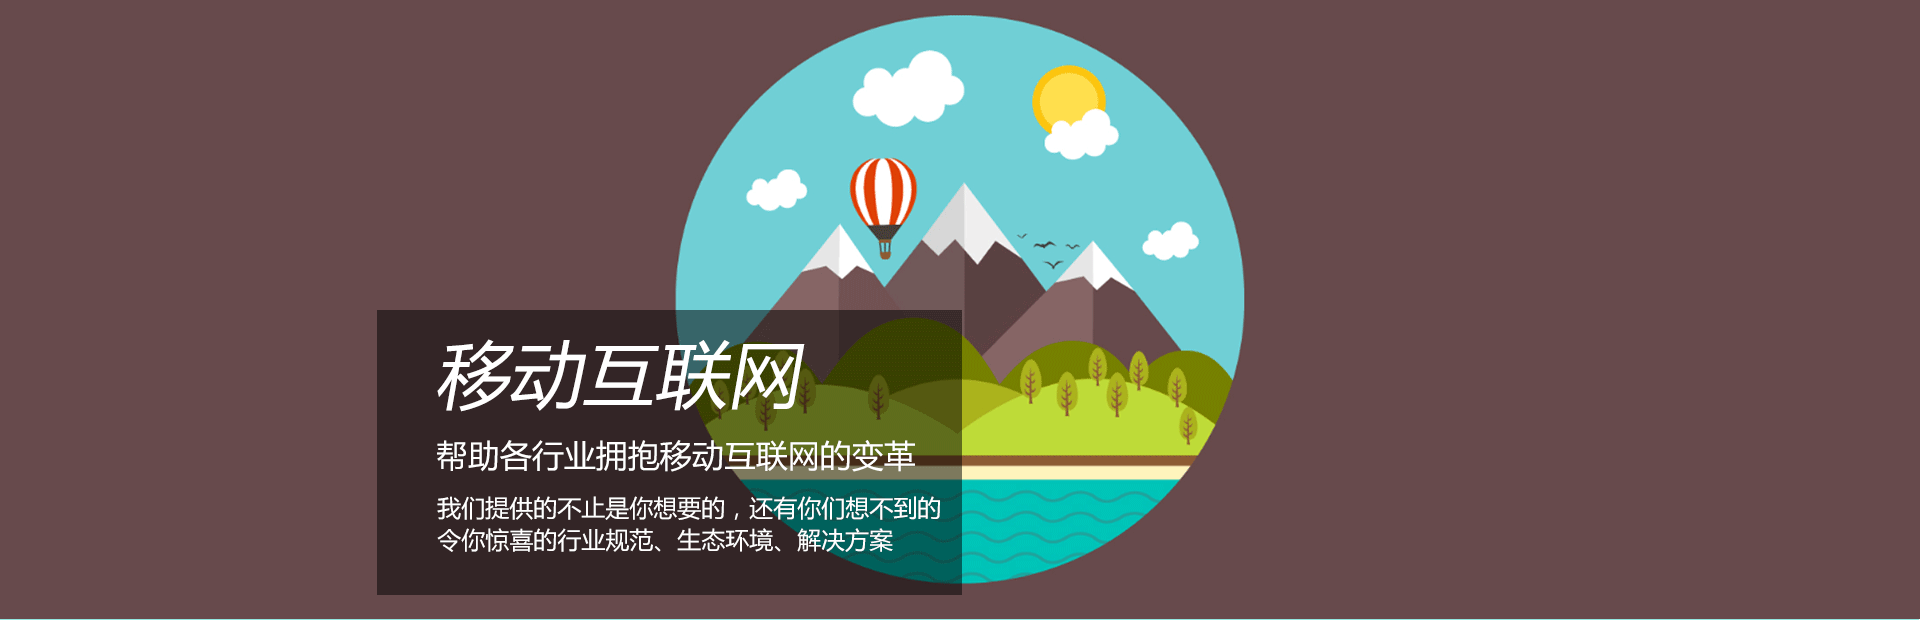 移动互联网
帮助各行业拥抱移动互联网的变革
我们提供的不止是你想要的，还有你们想不到的
令你惊喜的行业规范、生态环境、解决方案